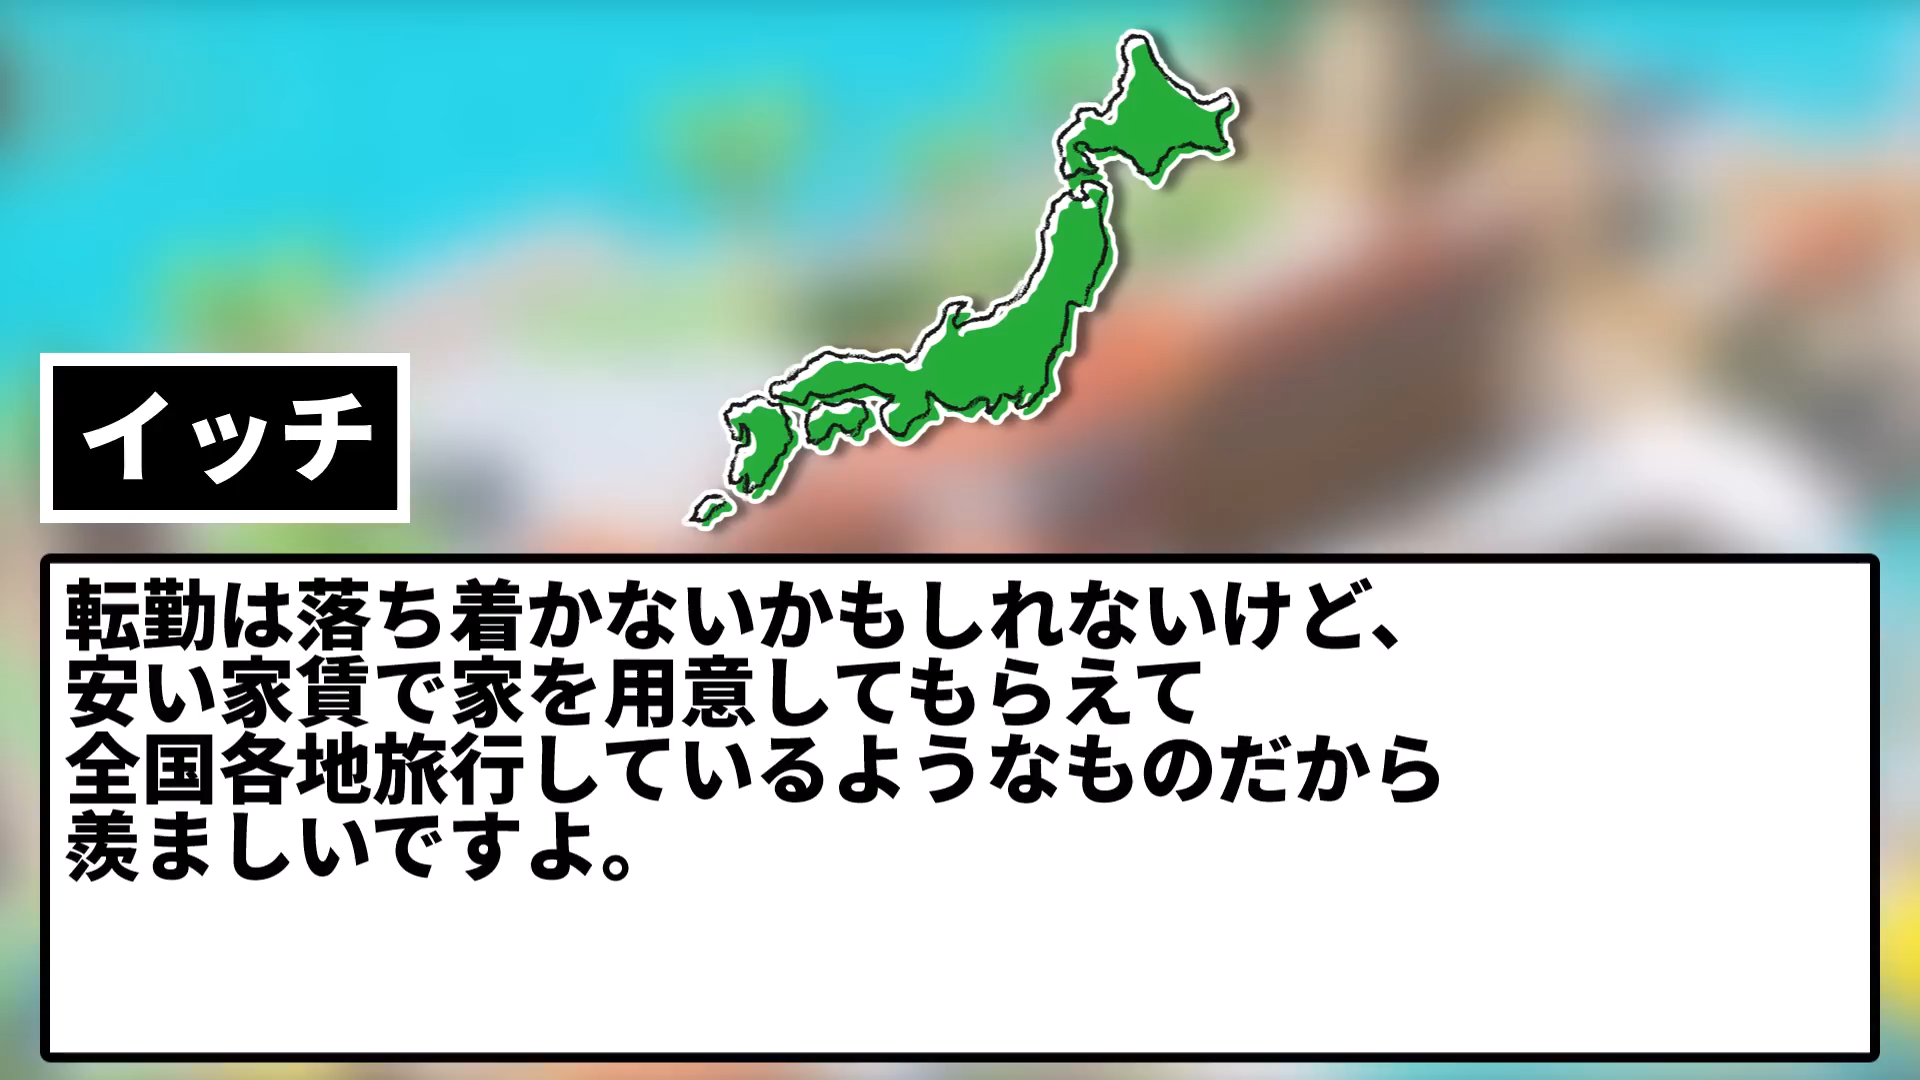 イッチ
転勤は落ち着かないかもしれないけど、
安い家賃で家を用意してもらえて
全国各地旅行しているようなものだから
羨ましいですよ。